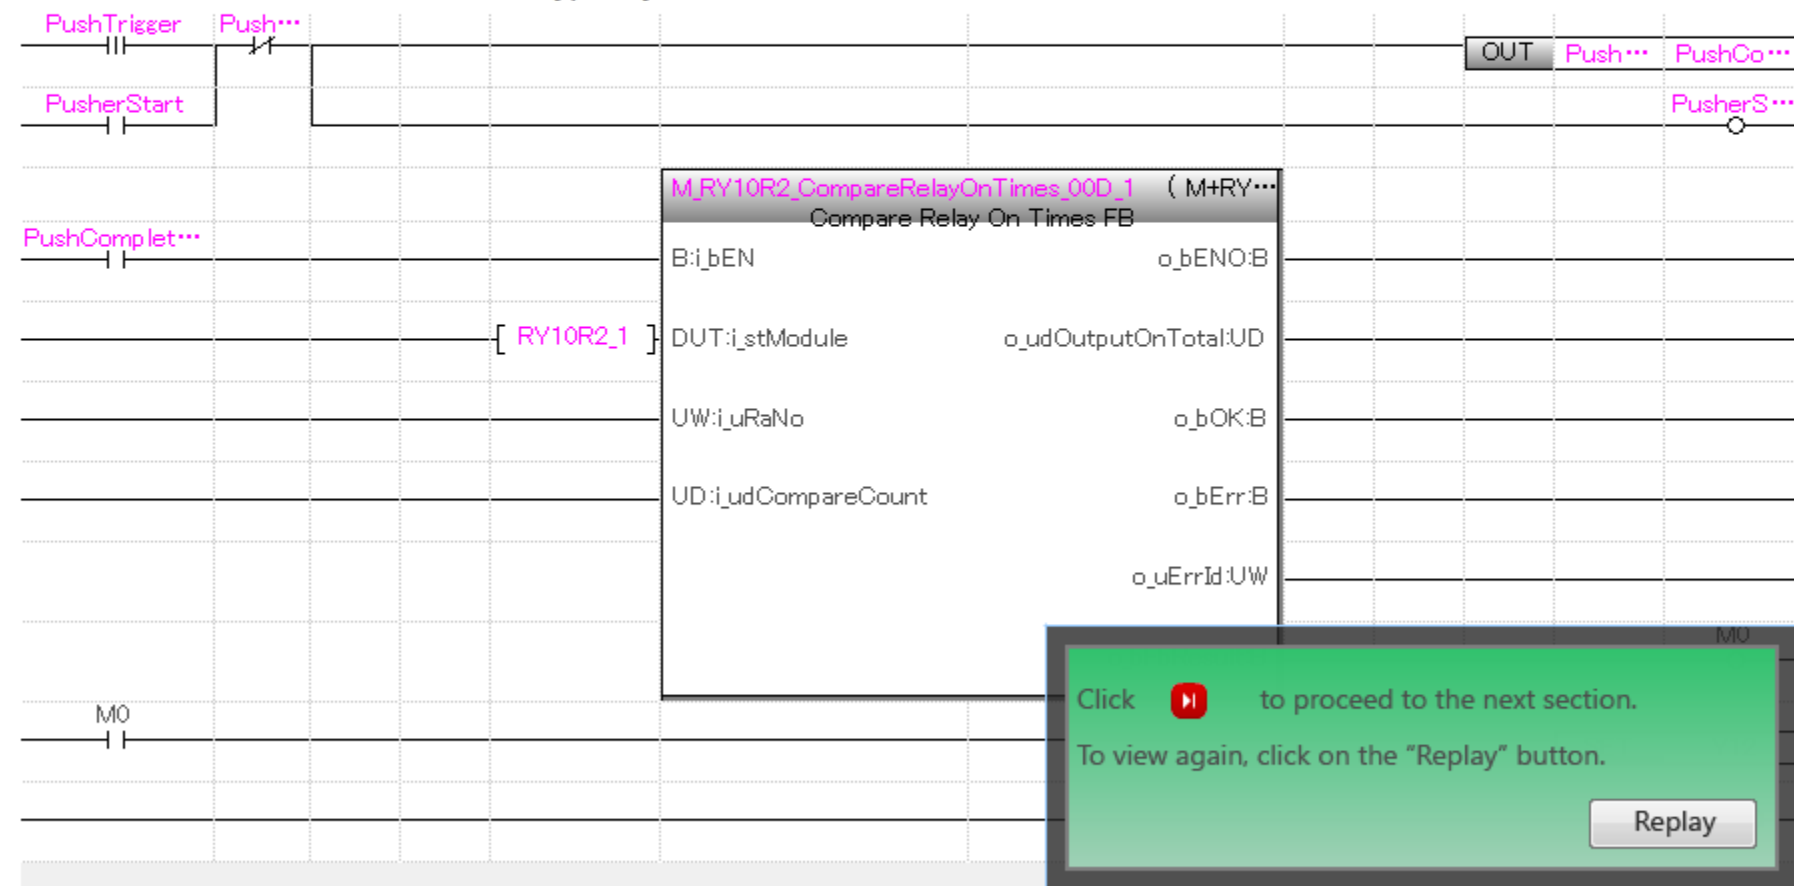 PushTrigger Push…
OUT Push… PushCo…
PusherStart
PusherS…
M_RY10R2_CompareRelayOnTimes_00D_1 ( M+RY…
Compare Relay On Times FB
PushComplet…
B:i_bEN o_bENO:B
[ RY10R2_1 ] DUT:i_stModule o_udOutputOnTotal:UD
UW:i_uRaNo o_bOK:B
UD:i_udCompareCount o_bErr:B
o_uErrId:UW
M0
Click to proceed to the next section.
M0
To view again, click on the “Replay” button.
Replay